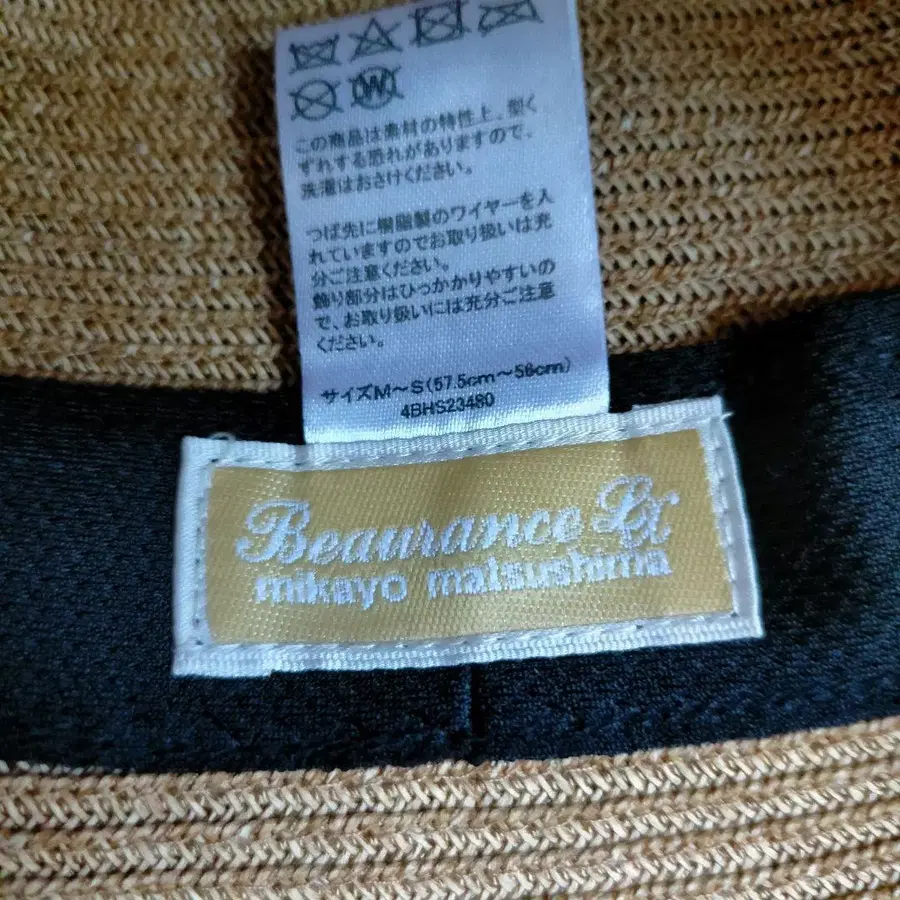 W
この商品は素材の特性上、型く
ずれする恐れがありますので、
洗濯はおさけください。
つば先に樹脂製のワイヤーを入
れていますのでお取り扱いは充
分ご注意ください。
飾り部分はひっかかりやすいの
で、お取り扱いには充分ご注意
ください。
サイズM～S(57.5cm～56cm)
4BHS23480
Beaurance LX
mikayo matsushima